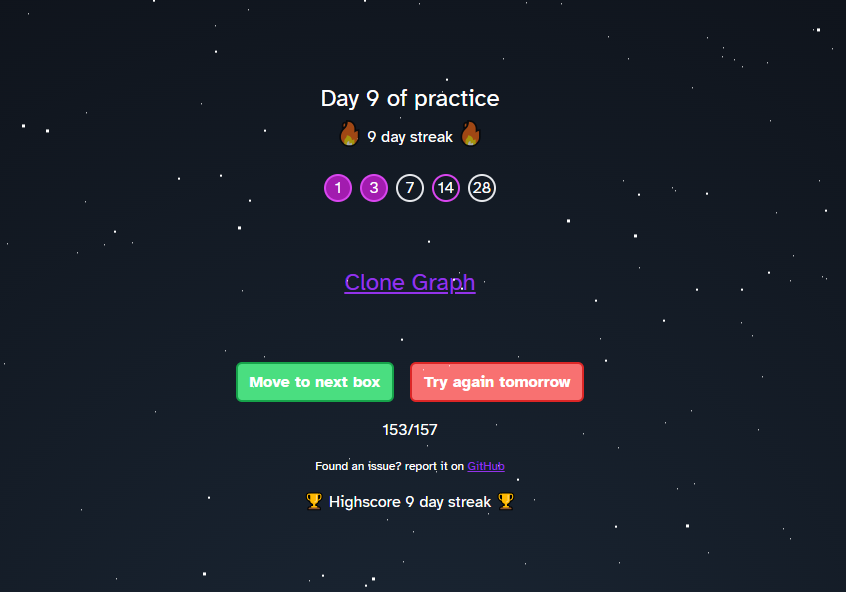 Day 9 of practice
9 day streak
1 3 7 14 28
Clone Graph
Move to next box Try again tomorrow
153/157
Found an issue? report it on GitHub
Highscore 9 day streak